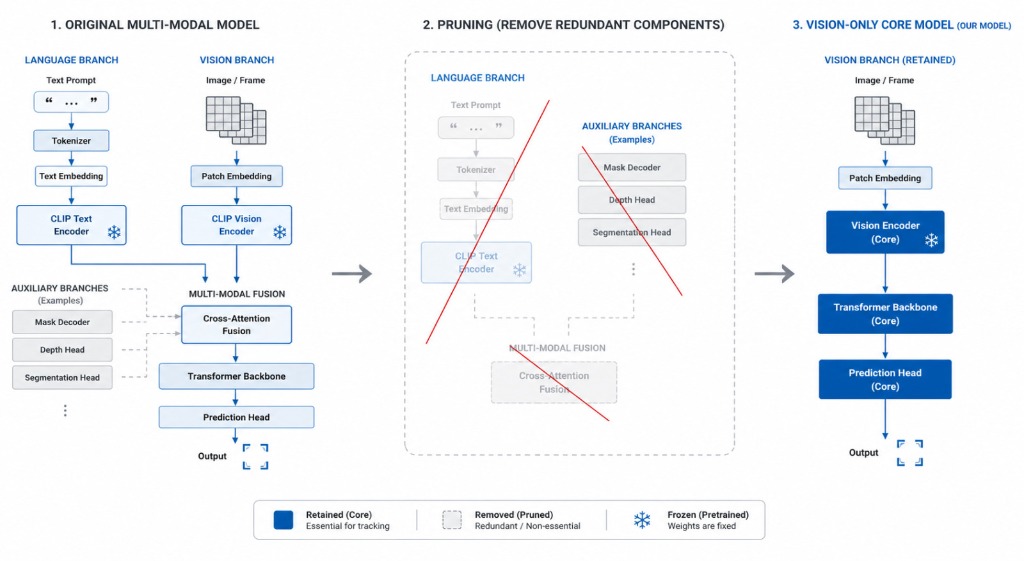 1. ORIGINAL MULTI-MODAL MODEL
LANGUAGE BRANCH
Text Prompt
“ ... ”
Tokenizer
Text Embedding
CLIP Text
Encoder
VISION BRANCH
Image / Frame
Patch Embedding
CLIP Vision
Encoder
AUXILIARY BRANCHES
(Examples)
Mask Decoder
Depth Head
Segmentation Head
⋮
MULTI-MODAL FUSION
Cross-Attention
Fusion
Transformer Backbone
Prediction Head
Output
2. PRUNING (REMOVE REDUNDANT COMPONENTS)
LANGUAGE BRANCH
Text Prompt
“ ... ”
Tokenizer
Text Embedding
CLIP Text
Encoder
AUXILIARY BRANCHES
(Examples)
Mask Decoder
Depth Head
Segmentation Head
⋮
MULTI-MODAL FUSION
Cross-Attention
Fusion
3. VISION-ONLY CORE MODEL (OUR MODEL)
VISION BRANCH (RETAINED)
Image / Frame
Patch Embedding
Vision Encoder
(Core)
Transformer Backbone
(Core)
Prediction Head
(Core)
Output
Retained (Core)
Essential for tracking
Removed (Pruned)
Redundant / Non-essential
Frozen (Pretrained)
Weights are fixed